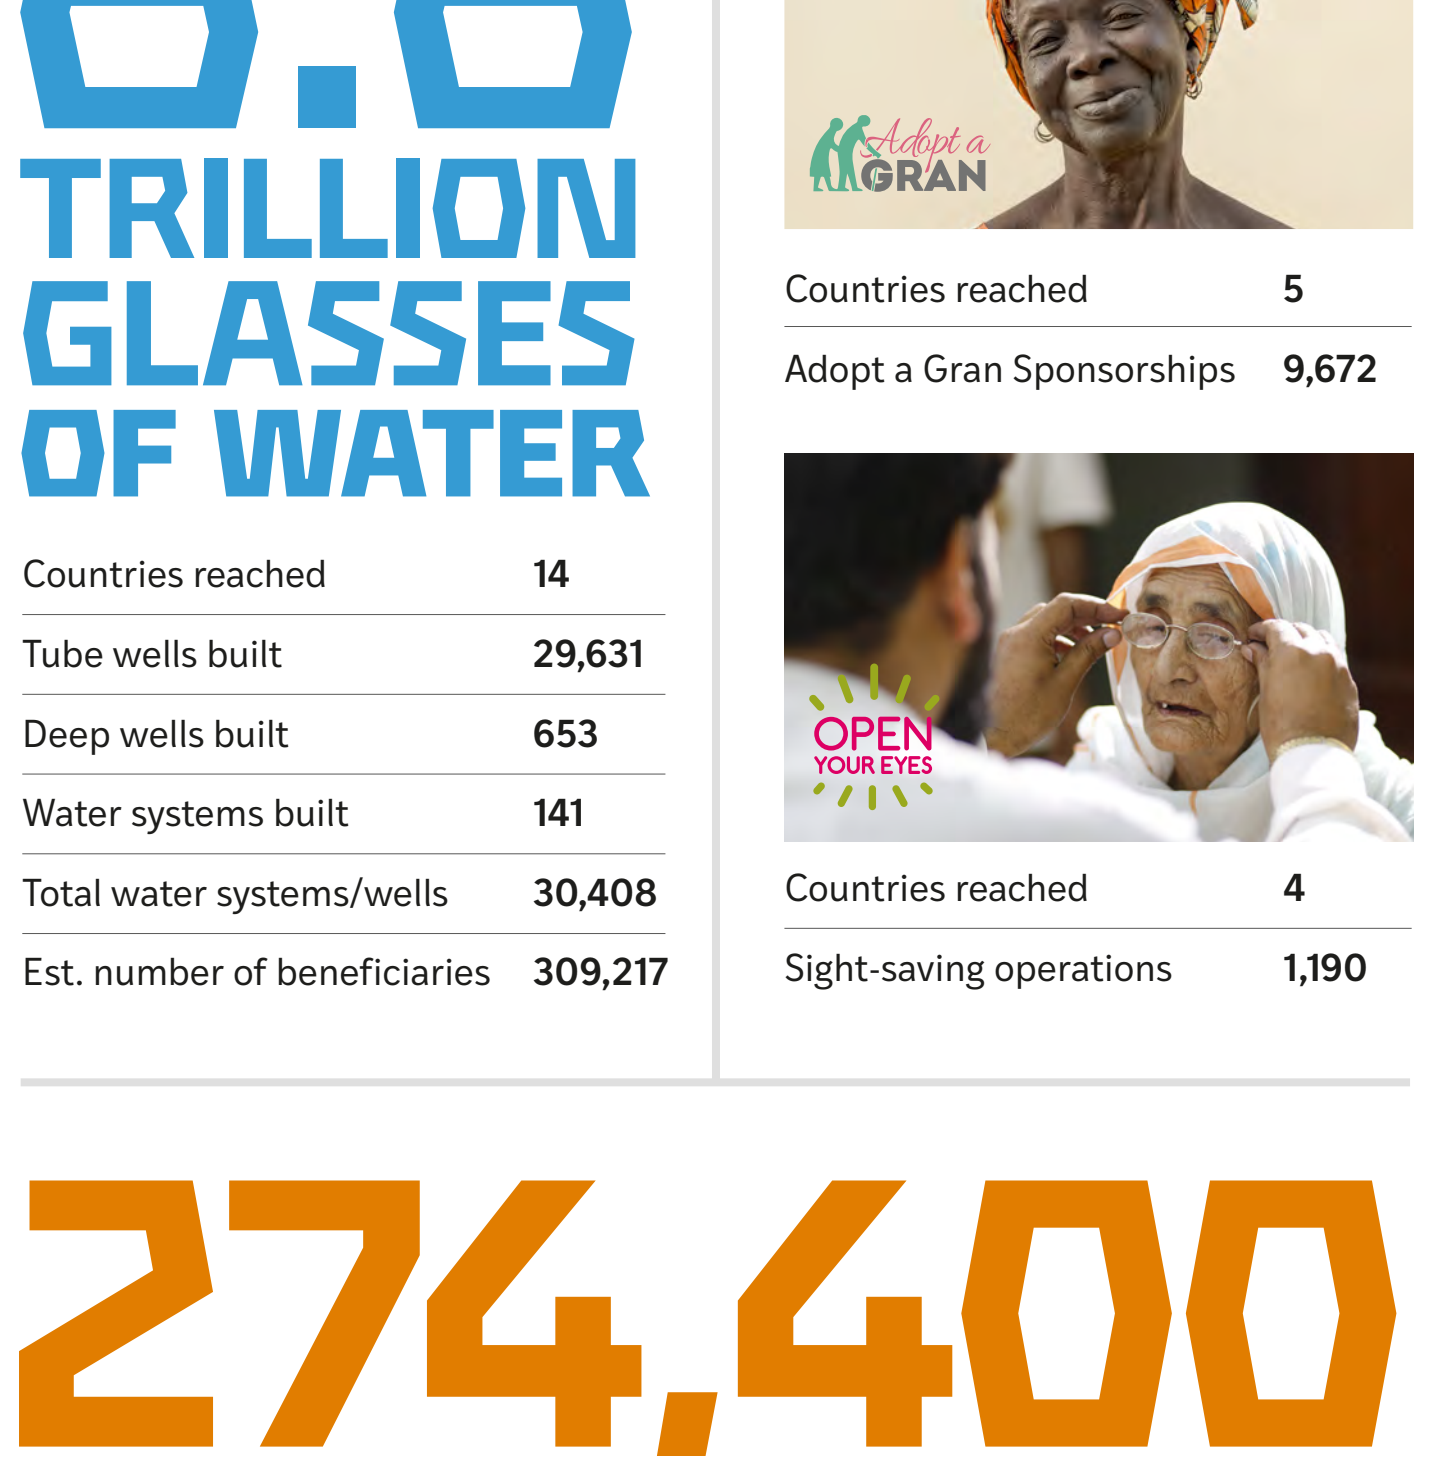 TRILLION
GLASSES
OF WATER
Countries reached 14
Tube wells built 29,631
Deep wells built 653
Water systems built 141
Total water systems/wells 30,408
Est. number of beneficiaries 309,217
Adopt a
GRAN
Countries reached 5
Adopt a Gran Sponsorships 9,672
OPEN
YOUR EYES
Countries reached 4
Sight-saving operations 1,190
274,400